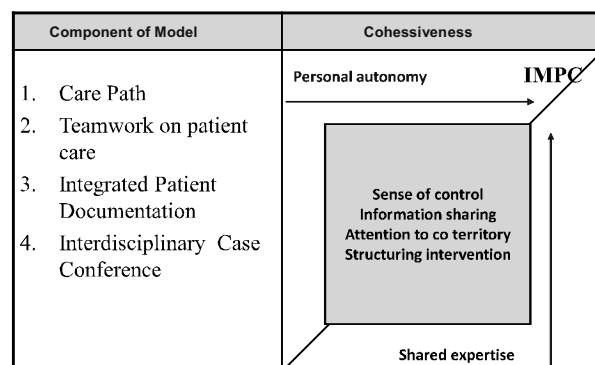 Component of Model
Cohessiveness
1. Care Path
2. Teamwork on patient
care
3. Integrated Patient
Documentation
4. Interdisciplinary Case
Conference
Personal autonomy
IMPC
Sense of control
Information sharing
Attention to co territory
Structuring intervention
Shared expertise